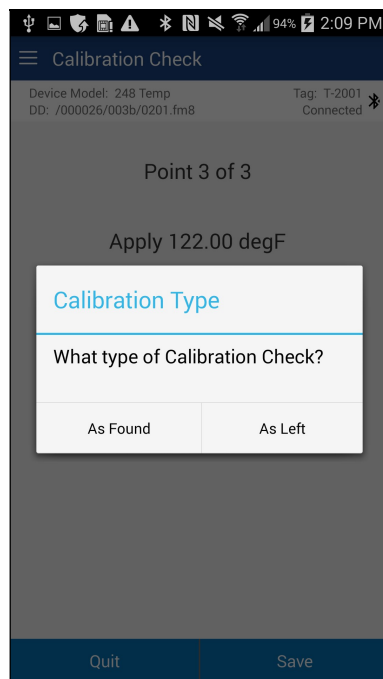 94% 2:09 PM
Calibration Check
Device Model: 248 Temp Tag: T-2001
DD: /000026/003b/0201.fm8 Connected
Point 3 of 3
Apply 122.00 degF
Calibration Type
What type of Calibration Check?
As Found As Left
Quit Save